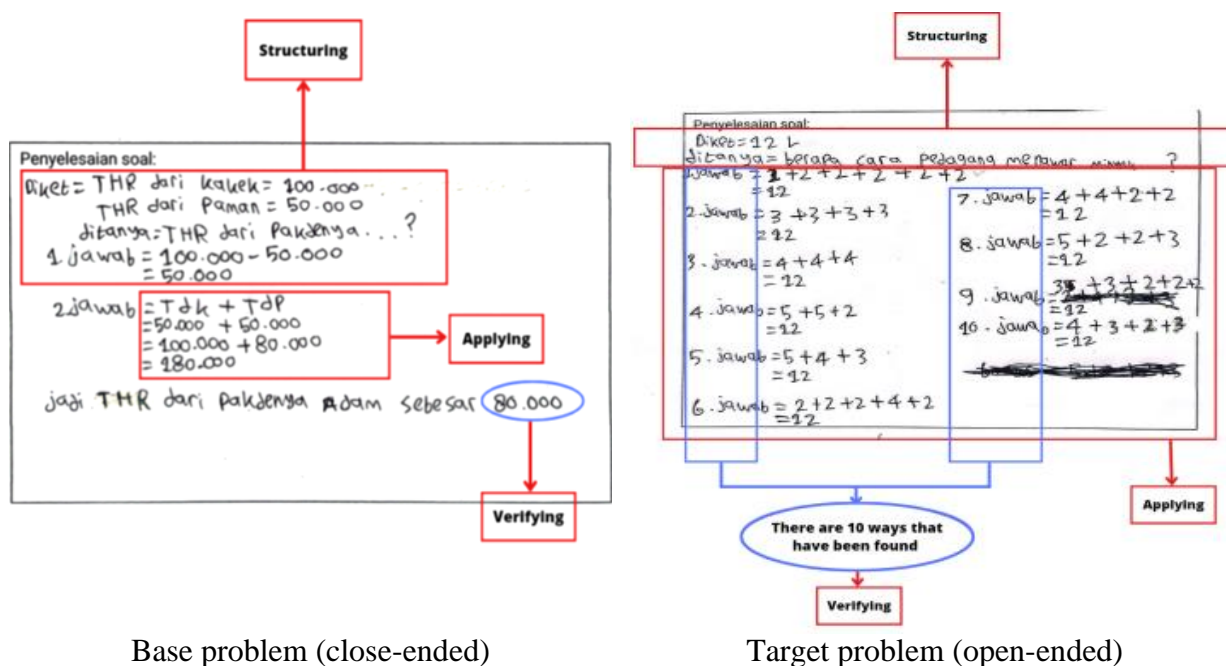 Structuring
Penyelesaian soal:
Diket = THR dari kakek = 100.000
THR dari Paman = 50.000
ditanya = THR dari Pakdenya ...?
1. jawab = 100.000 - 50.000
= 50.000
2. jawab = Tdk + Tdp
= 50.000 + 50.000
= 100.000 + 80.000
= 180.000
Applying
jadi THR dari pakdenya Adam sebesar 80.000
Verifying
Base problem (close-ended)
Structuring
Penyelesaian soal:
Diket = 12 L
ditanya = berapa cara pedagang menawar ?
1. jawab = 2 + 2 + 2 + 2 + 2 + 2
= 12
2. jawab = 3 + 3 + 3 + 3
= 12
3. jawab = 4 + 4 + 4
= 12
4. jawab = 5 + 5 + 2
= 12
5. jawab = 5 + 4 + 3
= 12
6. jawab = 2 + 2 + 2 + 4 + 2
= 12
7. jawab = 4 + 4 + 2 + 2
= 12
8. jawab = 5 + 2 + 2 + 3
= 12
9. jawab = 3 + 3 + 2 + 2 + 2
= 12
10. jawab = 4 + 3 + 2 + 3
= 12
Applying
There are 10 ways that
have been found
Verifying
Target problem (open-ended)